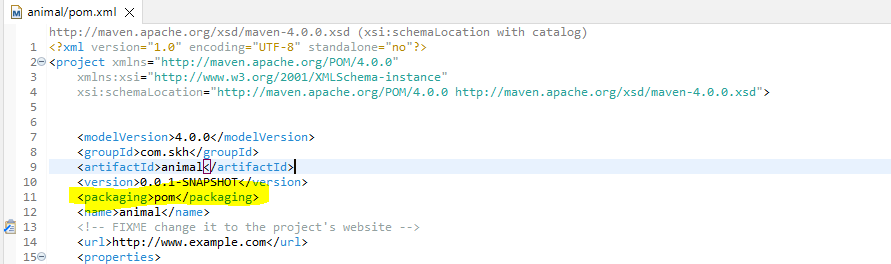 animal/pom.xml
http://maven.apache.org/xsd/maven-4.0.0.xsd (xsi:schemaLocation with catalog)
1 <?xml version="1.0" encoding="UTF-8" standalone="no"?>
2 <project xmlns="http://maven.apache.org/POM/4.0.0"
3 xmlns:xsi="http://www.w3.org/2001/XMLSchema-instance"
4 xsi:schemaLocation="http://maven.apache.org/POM/4.0.0 http://maven.apache.org/xsd/maven-4.0.0.xsd">
5
6
7 <modelVersion>4.0.0</modelVersion>
8 <groupId>com.skh</groupId>
9 <artifactId>animal</artifactId>
10 <version>0.0.1-SNAPSHOT</version>
11 <packaging>pom</packaging>
12 <name>animal</name>
13 <!-- FIXME change it to the project's website -->
14 <url>http://www.example.com</url>
15 <properties>